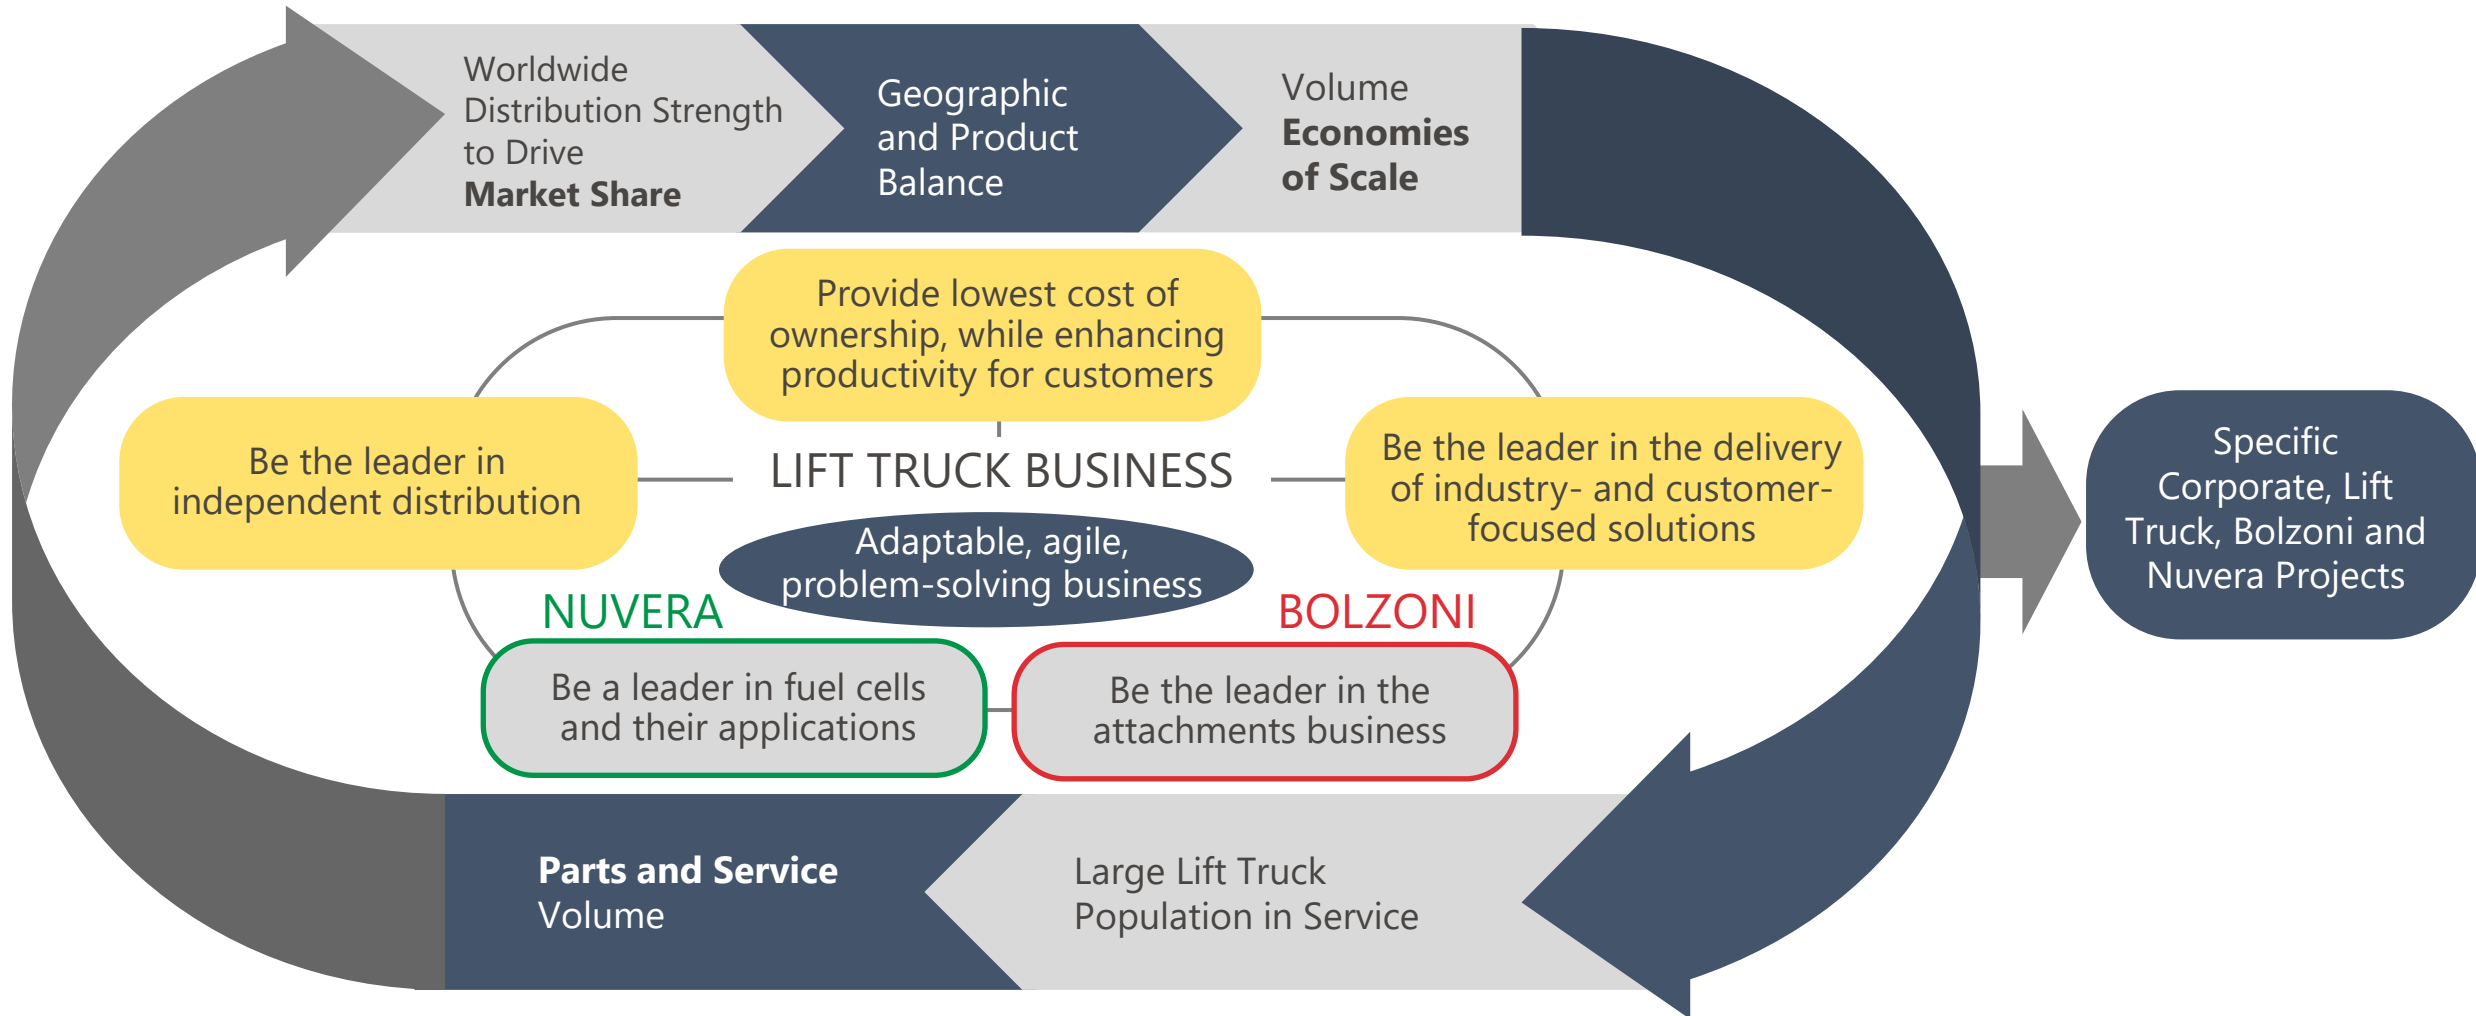 Worldwide
Distribution Strength
to Drive
Market Share
Geographic
and Product
Balance
Volume
Economies
of Scale
Provide lowest cost of
ownership, while enhancing
productivity for customers
Be the leader in
independent distribution
LIFT TRUCK BUSINESS
Be the leader in the delivery
of industry- and customer-
focused solutions
Specific
Corporate, Lift
Truck, Bolzoni and
Nuvera Projects
Adaptable, agile,
problem-solving business
NUVERA
BOLZONI
Be a leader in fuel cells
and their applications
Be the leader in the
attachments business
Parts and Service
Volume
Large Lift Truck
Population in Service